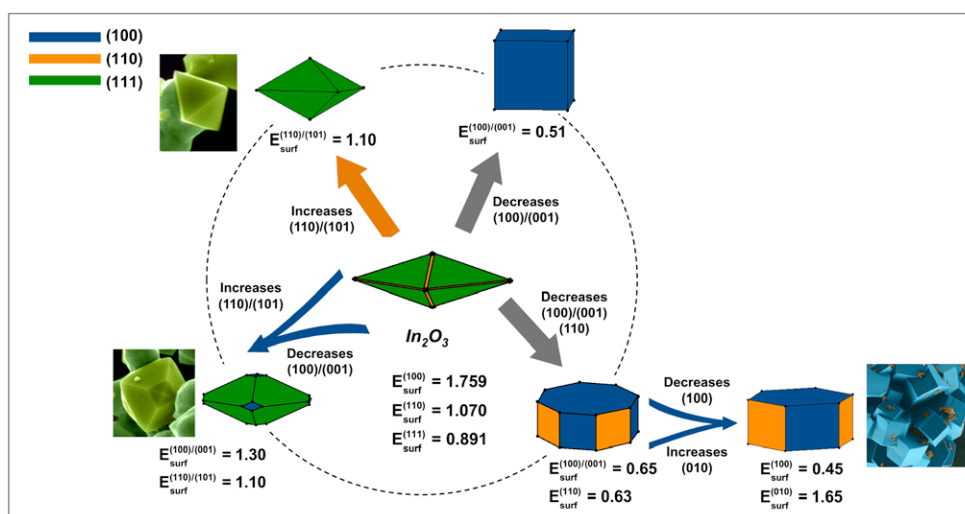 (100)
(110)
(111)
E_surf^(110)/(101) = 1.10
E_surf^(100)/(001) = 0.51
Increases
(110)/(101)
Decreases
(100)/(001)
Increases
(110)/(101)
Decreases
(100)/(001)
(110)
Decreases
(100)/(001)
In₂O₃
E_surf^(100) = 1.759
E_surf^(110) = 1.070
E_surf^(111) = 0.891
E_surf^(100)/(001) = 1.30
E_surf^(110)/(101) = 1.10
E_surf^(100)/(001) = 0.65
E_surf^(110) = 0.63
Decreases
(100)
Increases
(010)
E_surf^(100) = 0.45
E_surf^(010) = 1.65